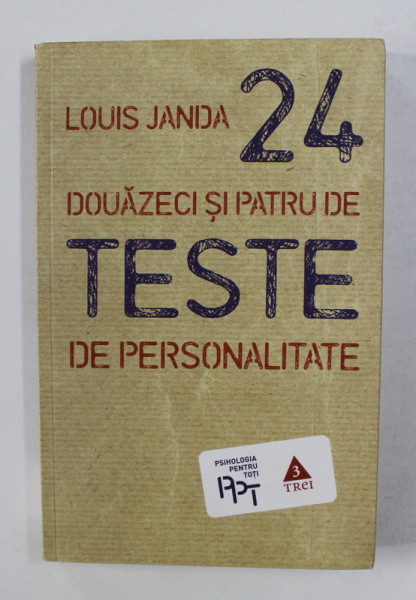 LOUIS JANDA 24
DOUĂZECI ȘI PATRU DE
TESTE
DE PERSONALITATE
PSIHOLOGIA
PENTRU
TOȚI
PPT
3
TREI